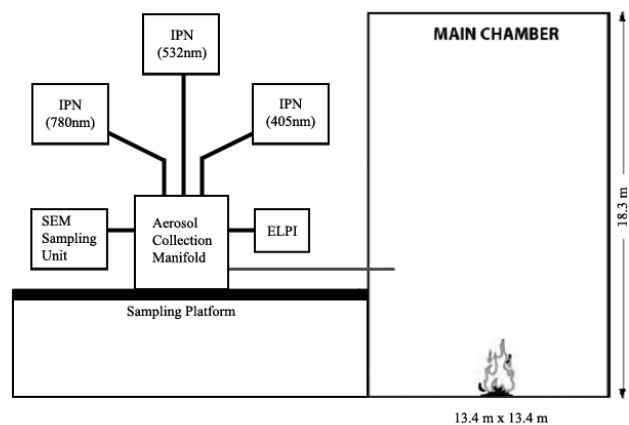 IPN
(532nm)
MAIN CHAMBER
IPN
(780nm)
IPN
(405nm)
SEM
Sampling
Unit
Aerosol
Collection
Manifold
ELPI
18.3 m
Sampling Platform
13.4 m x 13.4 m